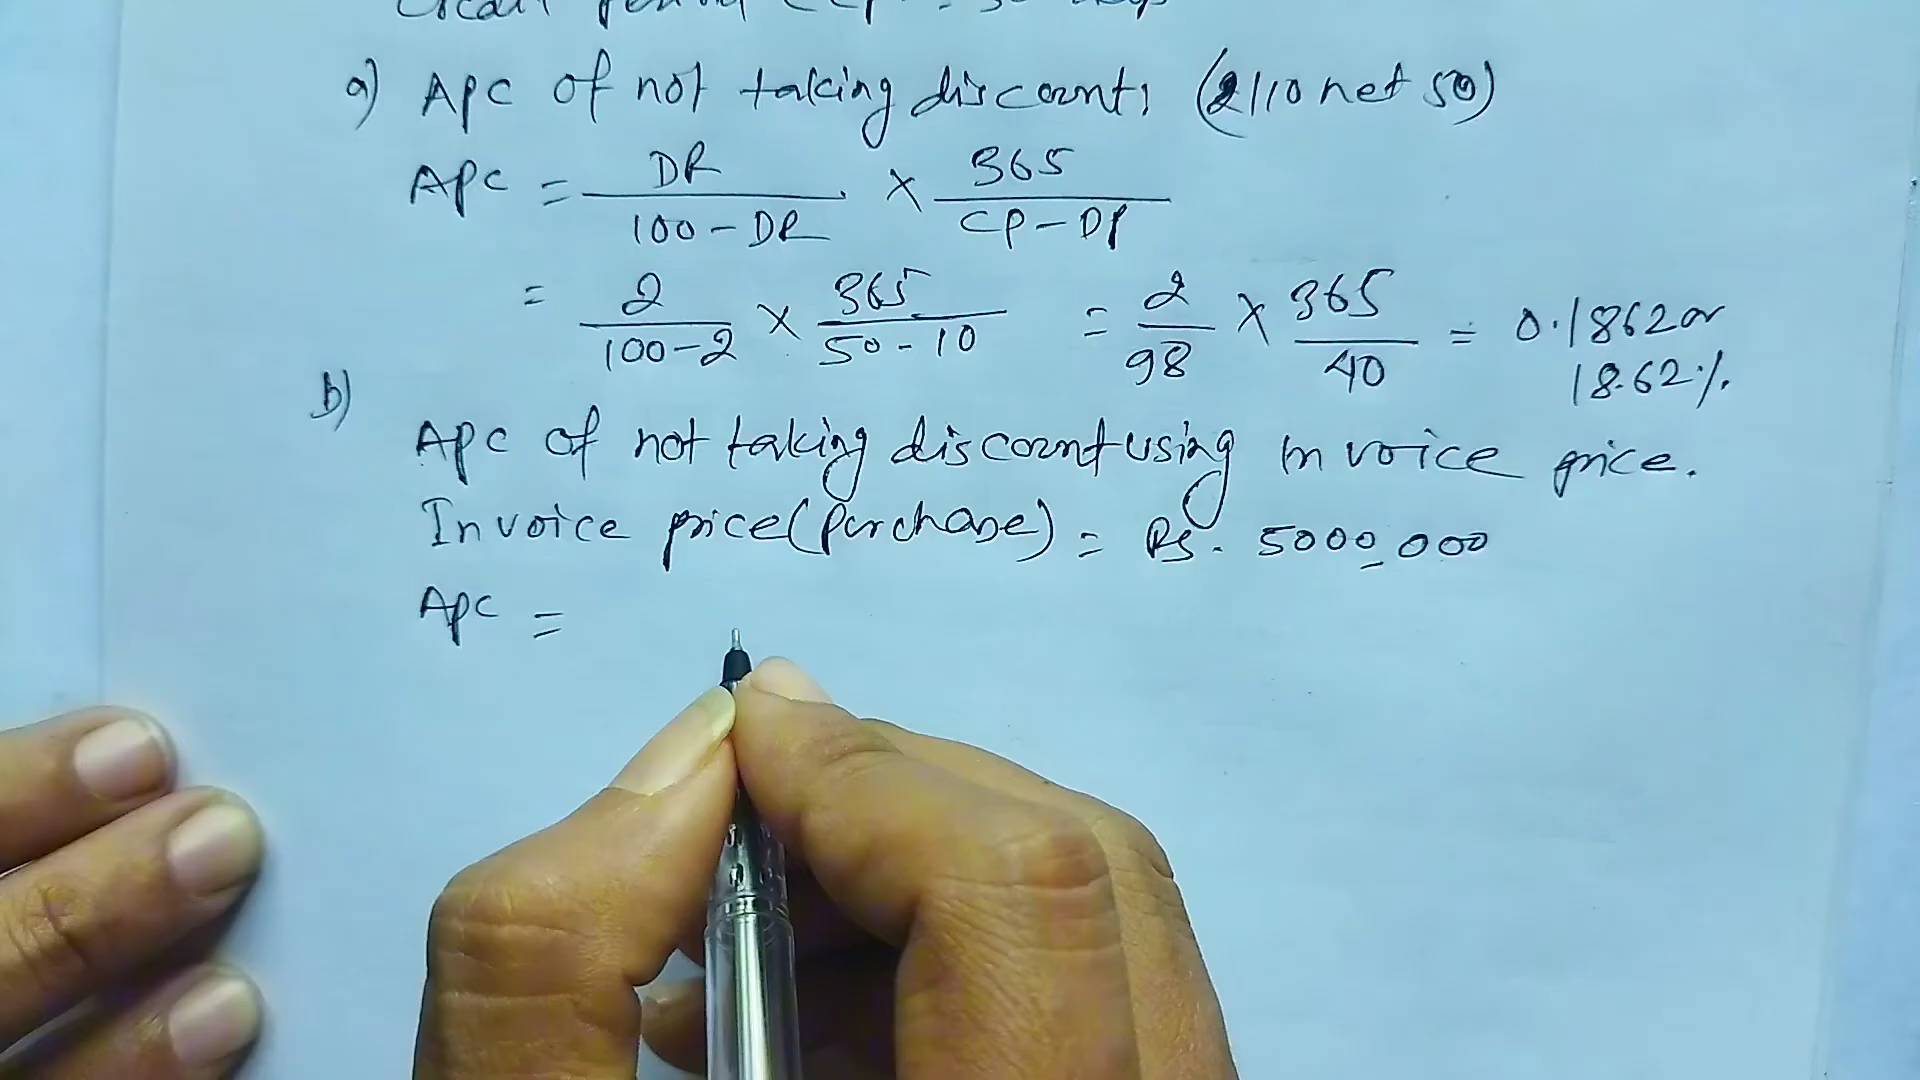 a) APC of not taking discounts (2/10 net 50)
APC = DR / 100 - DR × 365 / CP - DP
= 2 / 100-2 × 365 / 50-10 = 2 / 98 × 365 / 40 = 0.1862 or 18.62%
b)
APC of not taking discount using Invoice price.
Invoice price (Purchase) = Rs. 5000,000
APC =